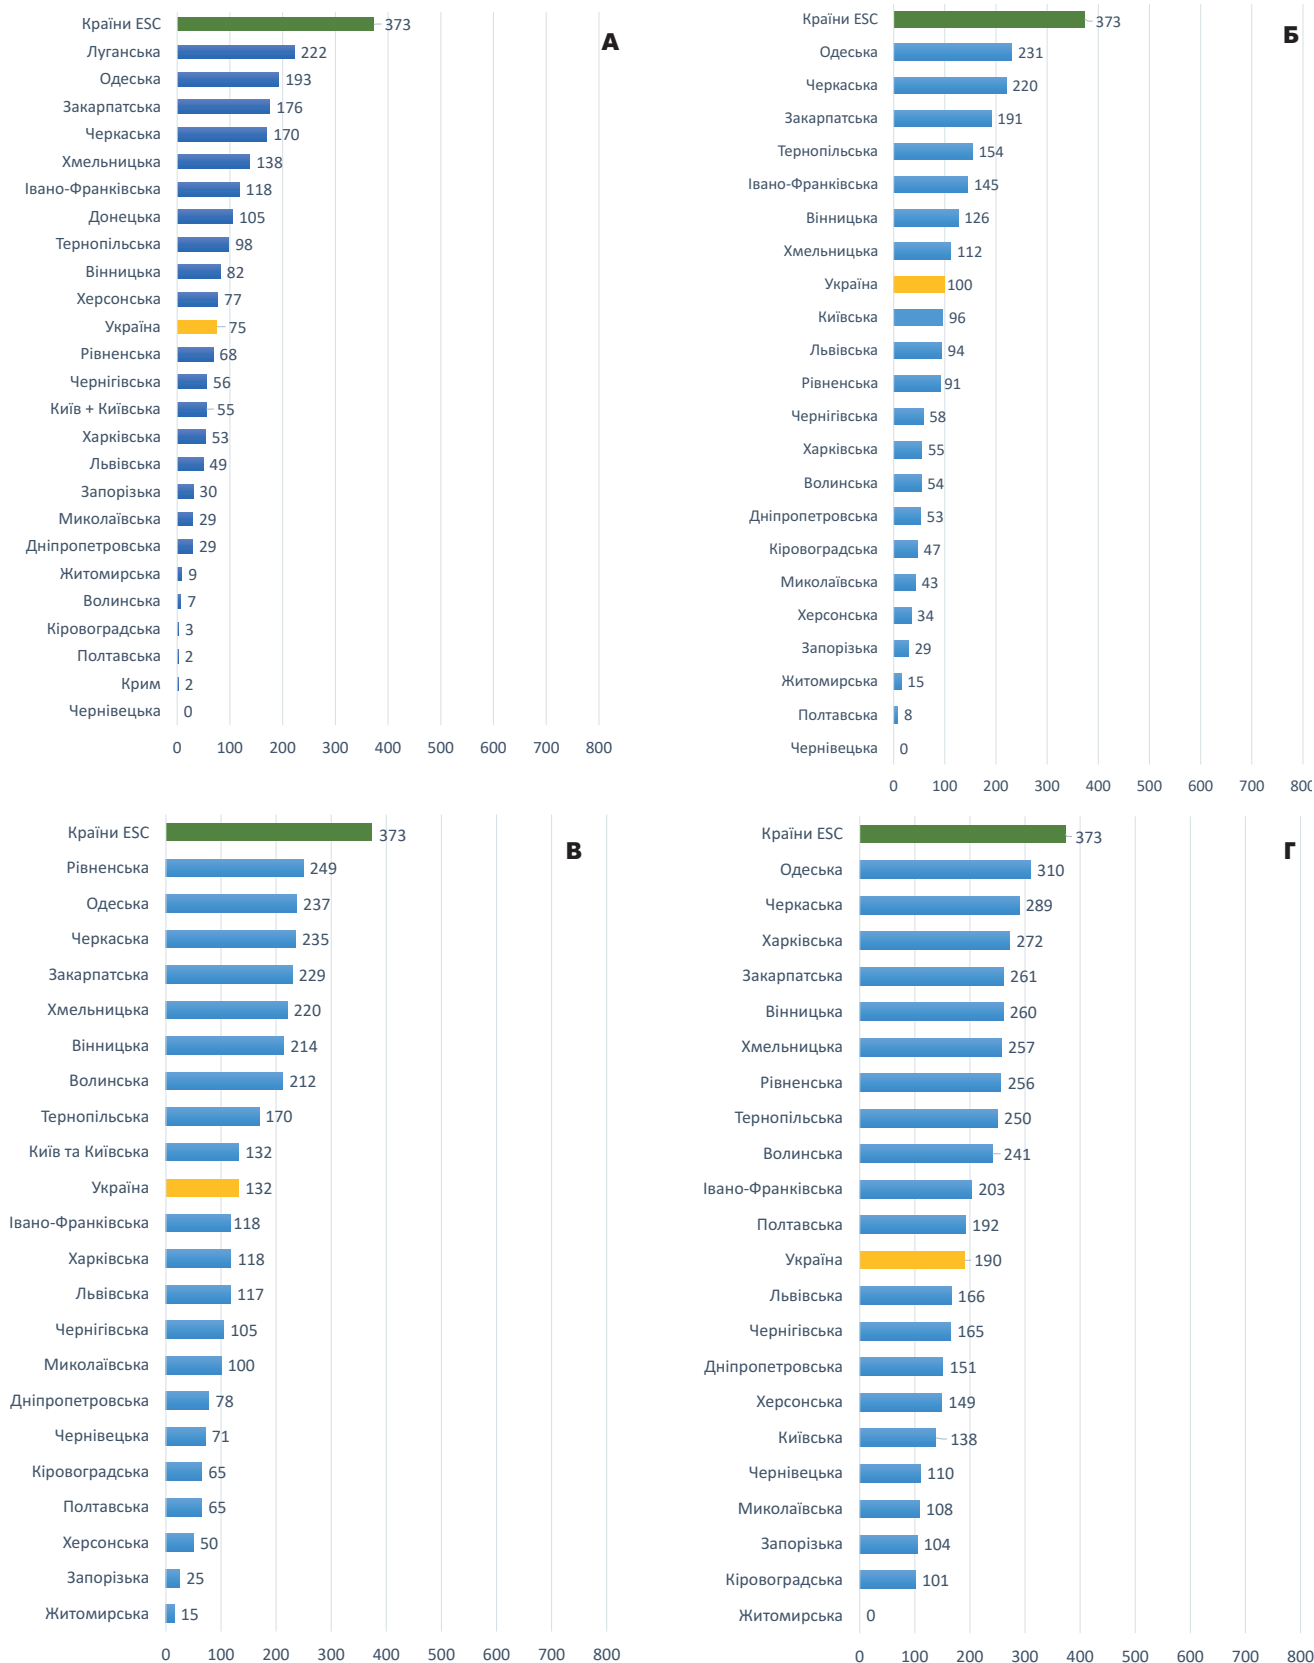 А
Країни ESC 373
Луганська 222
Одеська 193
Закарпатська 176
Черкаська 170
Хмельницька 138
Івано-Франківська 118
Донецька 105
Тернопільська 98
Вінницька 82
Херсонська 77
Україна 75
Рівненська 68
Чернігівська 56
Київ + Київська 55
Харківська 53
Львівська 49
Запорізька 30
Миколаївська 29
Дніпропетровська 29
Житомирська 9
Волинська 7
Кіровоградська 3
Полтавська 2
Крим 2
Чернівецька 0
0 100 200 300 400 500 600 700 800
Б
Країни ESC 373
Одеська 231
Черкаська 220
Закарпатська 191
Тернопільська 154
Івано-Франківська 145
Вінницька 126
Хмельницька 112
Україна 100
Київська 96
Львівська 94
Рівненська 91
Чернігівська 58
Харківська 55
Волинська 54
Дніпропетровська 53
Кіровоградська 47
Миколаївська 43
Херсонська 34
Запорізька 29
Житомирська 15
Полтавська 8
Чернівецька 0
0 100 200 300 400 500 600 700 800
В
Країни ESC 373
Рівненська 249
Одеська 237
Черкаська 235
Закарпатська 229
Хмельницька 220
Вінницька 214
Волинська 212
Тернопільська 170
Київ та Київська 132
Україна 132
Івано-Франківська 118
Харківська 118
Львівська 117
Чернігівська 105
Миколаївська 100
Дніпропетровська 78
Чернівецька 71
Кіровоградська 65
Полтавська 65
Херсонська 50
Запорізька 25
Житомирська 15
0 100 200 300 400 500 600 700 800
Г
Країни ESC 373
Одеська 310
Черкаська 289
Харківська 272
Закарпатська 261
Вінницька 260
Хмельницька 257
Рівненська 256
Тернопільська 250
Волинська 241
Івано-Франківська 203
Полтавська 192
Україна 190
Львівська 166
Чернігівська 165
Дніпропетровська 151
Херсонська 149
Київська 138
Чернівецька 110
Миколаївська 108
Запорізька 104
Кіровоградська 101
Житомирська 0
0 100 200 300 400 500 600 700 800